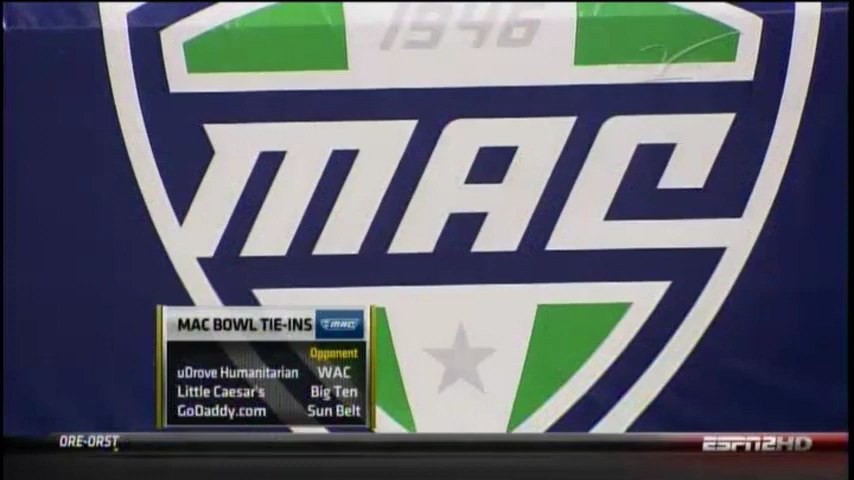 1946
MAC
MAC BOWL TIE-INS MAC
Opponent
uDrove Humanitarian WAC
Little Caesar's Big Ten
GoDaddy.com Sun Belt
ORE-ORST
ESPN2HD